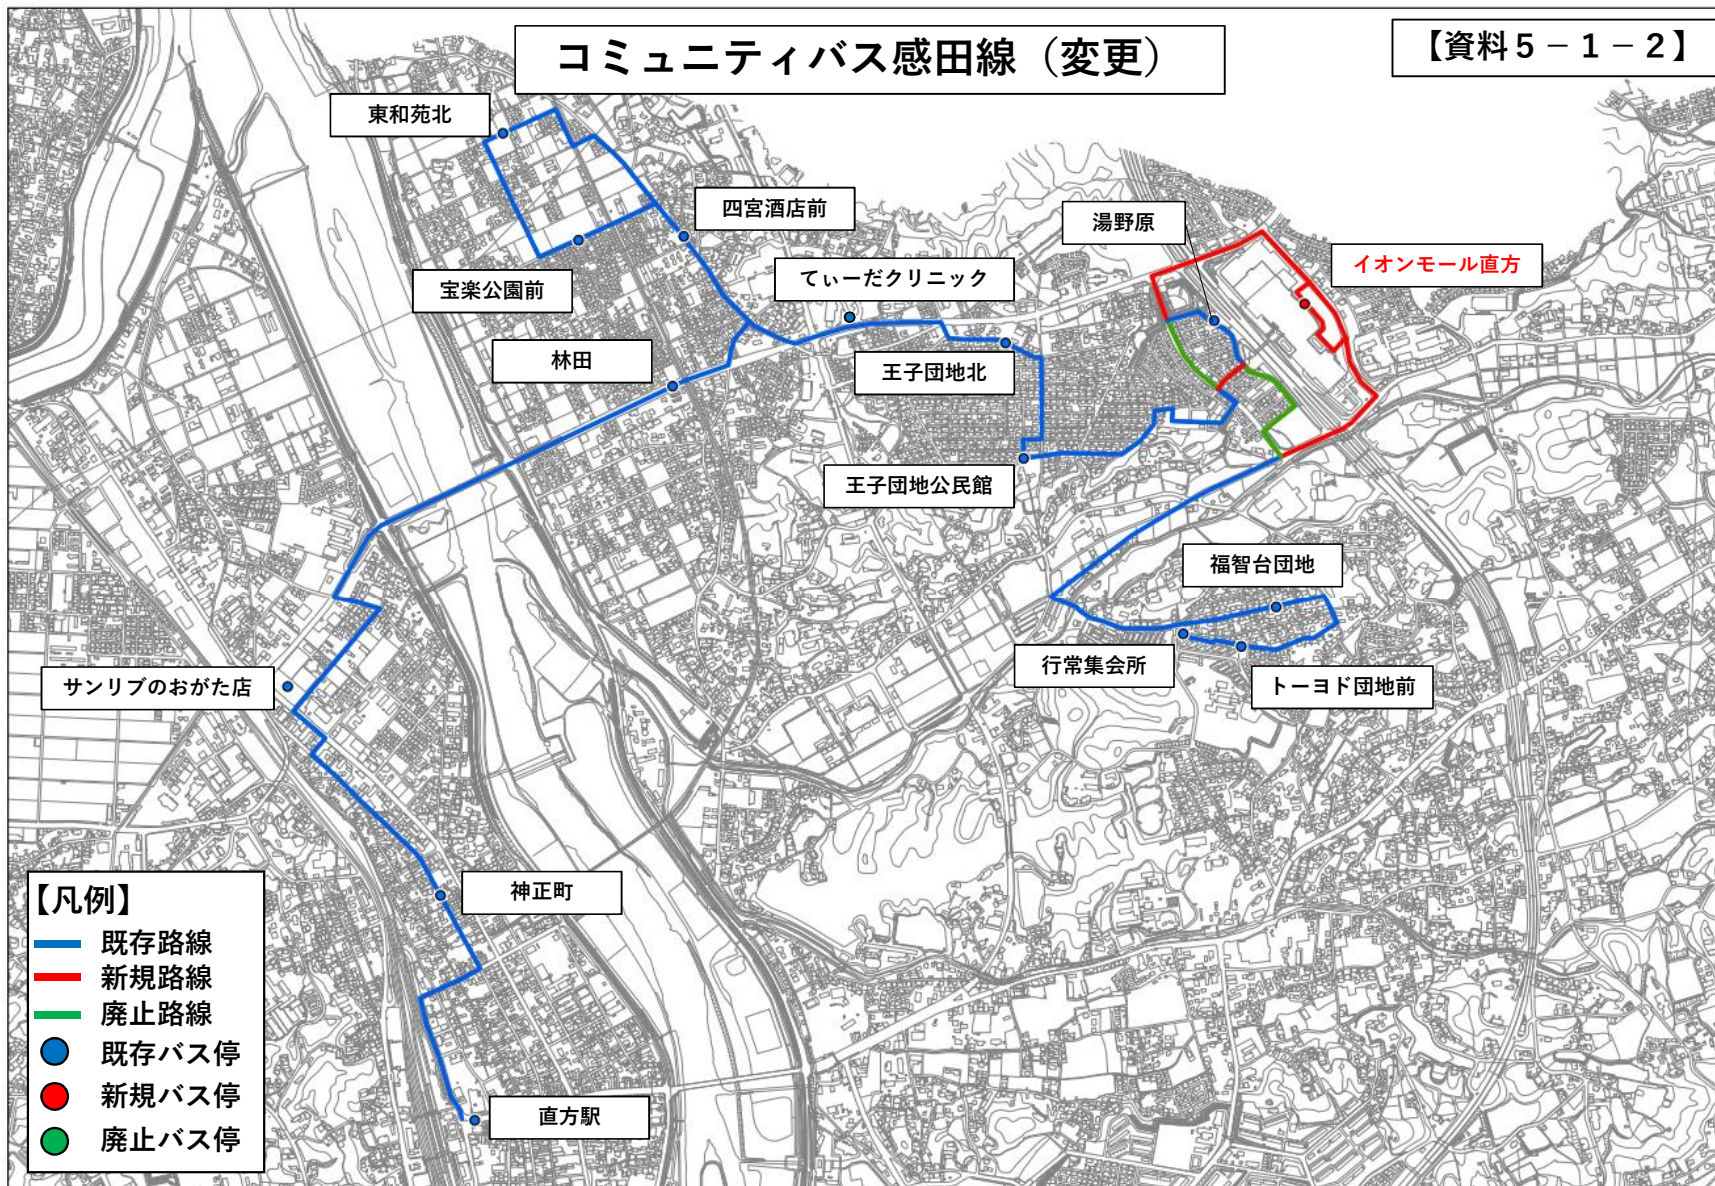 コミュニティバス感田線（変更）
【資料５－１－２】
東和苑北
四宮酒店前
湯野原
イオンモール直方
宝楽公園前
てぃーだクリニック
林田
王子団地北
王子団地公民館
福智台団地
行常集会所
トーヨド団地前
サンリブのおがた店
神正町
直方駅
【凡例】
既存路線
新規路線
廃止路線
既存バス停
新規バス停
廃止バス停